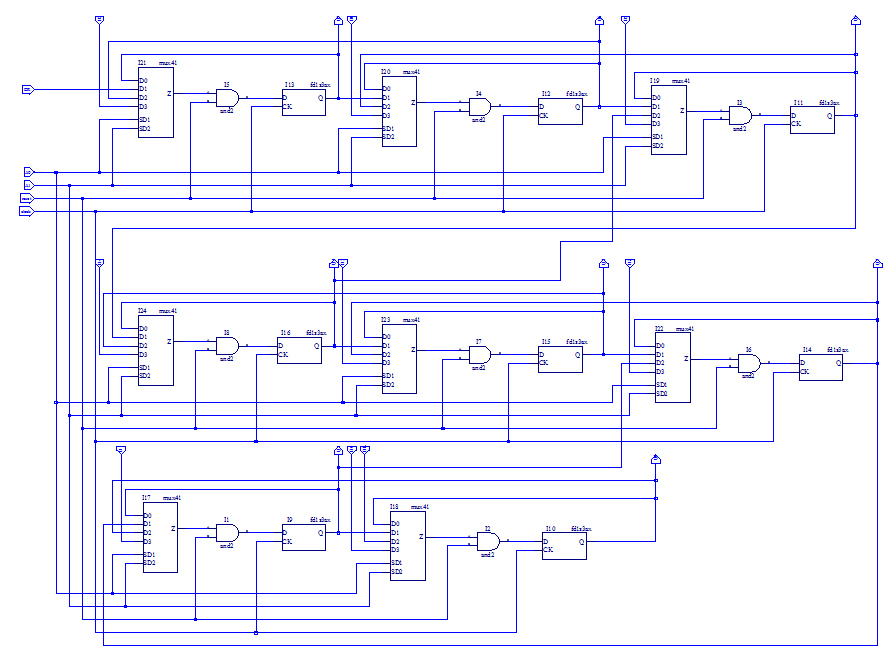 I21 mux41
D0
D1
D2
D3
SD1
SD2
Z
I5
and2
I13 fd1s3ax
D
CK
Q
I20 mux41
D0
D1
D2
D3
SD1
SD2
Z
I4
and2
I12 fd1s3ax
D
CK
Q
I19 mux41
D0
D1
D2
D3
SD1
SD2
Z
I3
and2
I11 fd1s3ax
D
CK
Q
I24 mux41
D0
D1
D2
D3
SD1
SD2
Z
I8
and2
I16 fd1s3ax
D
CK
Q
I23 mux41
D0
D1
D2
D3
SD1
SD2
Z
I7
and2
I15 fd1s3ax
D
CK
Q
I22 mux41
D0
D1
D2
D3
SD1
SD2
Z
I6
and2
I14 fd1s3ax
D
CK
Q
I17 mux41
D0
D1
D2
D3
SD1
SD2
Z
I1
and2
I9 fd1s3ax
D
CK
Q
I18 mux41
D0
D1
D2
D3
SD1
SD2
Z
I2
and2
I10 fd1s3ax
D
CK
Q